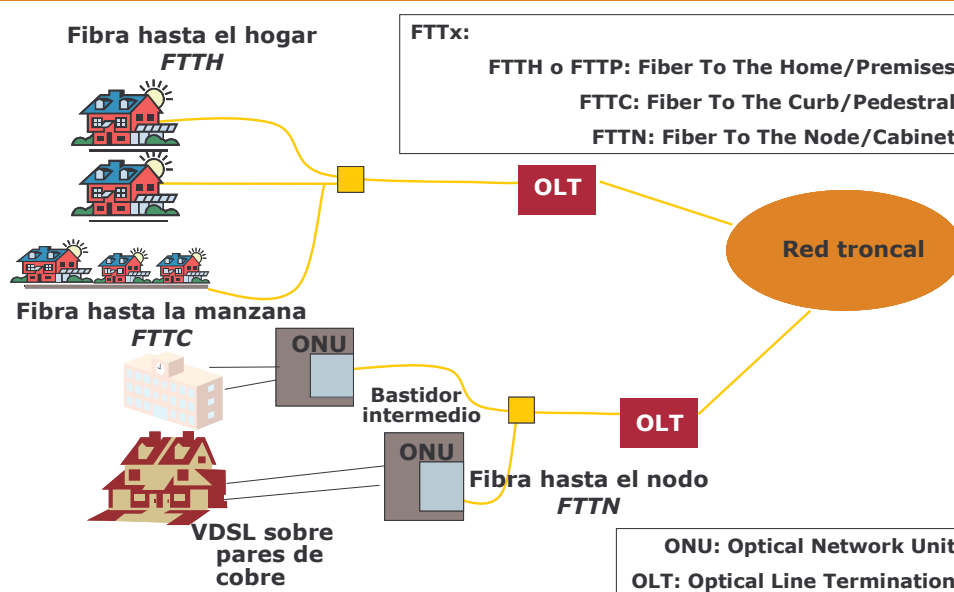 Fibra hasta el hogar
FTTH
FTTx:
FTTH o FTTP: Fiber To The Home/Premises
FTTC: Fiber To The Curb/Pedestral
FTTN: Fiber To The Node/Cabinet
OLT
Red troncal
Fibra hasta la manzana
FTTC
ONU
Bastidor
intermedio
OLT
ONU
Fibra hasta el nodo
FTTN
VDSL sobre
pares de
cobre
ONU: Optical Network Unit
OLT: Optical Line Termination